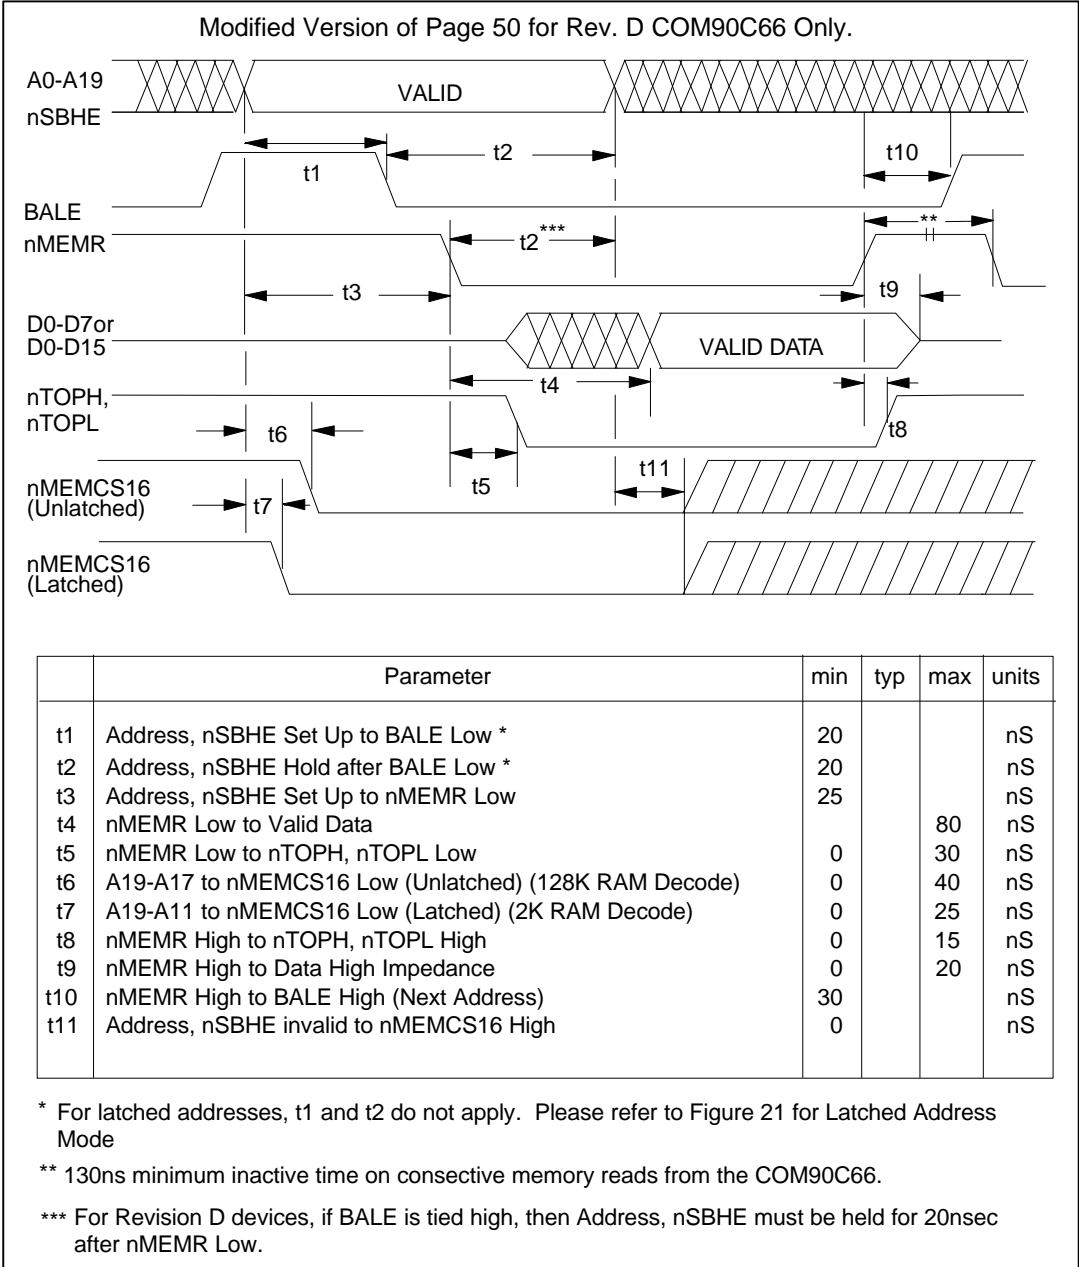 Modified Version of Page 50 for Rev. D COM90C66 Only.
A0-A19
nSBHE
VALID
t1
t2
t10
BALE
nMEMR
t2***
**
t3
t9
D0-D7or
D0-D15
VALID DATA
t4
nTOPH,
nTOPL
t6
t8
t5
t11
nMEMCS16
(Unlatched)
t7
nMEMCS16
(Latched)
Parameter min typ max units
t1 Address, nSBHE Set Up to BALE Low * 20 nS
t2 Address, nSBHE Hold after BALE Low * 20 nS
t3 Address, nSBHE Set Up to nMEMR Low 25 nS
t4 nMEMR Low to Valid Data 80 nS
t5 nMEMR Low to nTOPH, nTOPL Low 0 30 nS
t6 A19-A17 to nMEMCS16 Low (Unlatched) (128K RAM Decode) 0 40 nS
t7 A19-A11 to nMEMCS16 Low (Latched) (2K RAM Decode) 0 25 nS
t8 nMEMR High to nTOPH, nTOPL High 0 15 nS
t9 nMEMR High to Data High Impedance 0 20 nS
t10 nMEMR High to BALE High (Next Address) 30 nS
t11 Address, nSBHE invalid to nMEMCS16 High 0 nS
* For latched addresses, t1 and t2 do not apply. Please refer to Figure 21 for Latched Address
Mode
** 130ns minimum inactive time on consective memory reads from the COM90C66.
*** For Revision D devices, if BALE is tied high, then Address, nSBHE must be held for 20nsec
after nMEMR Low.